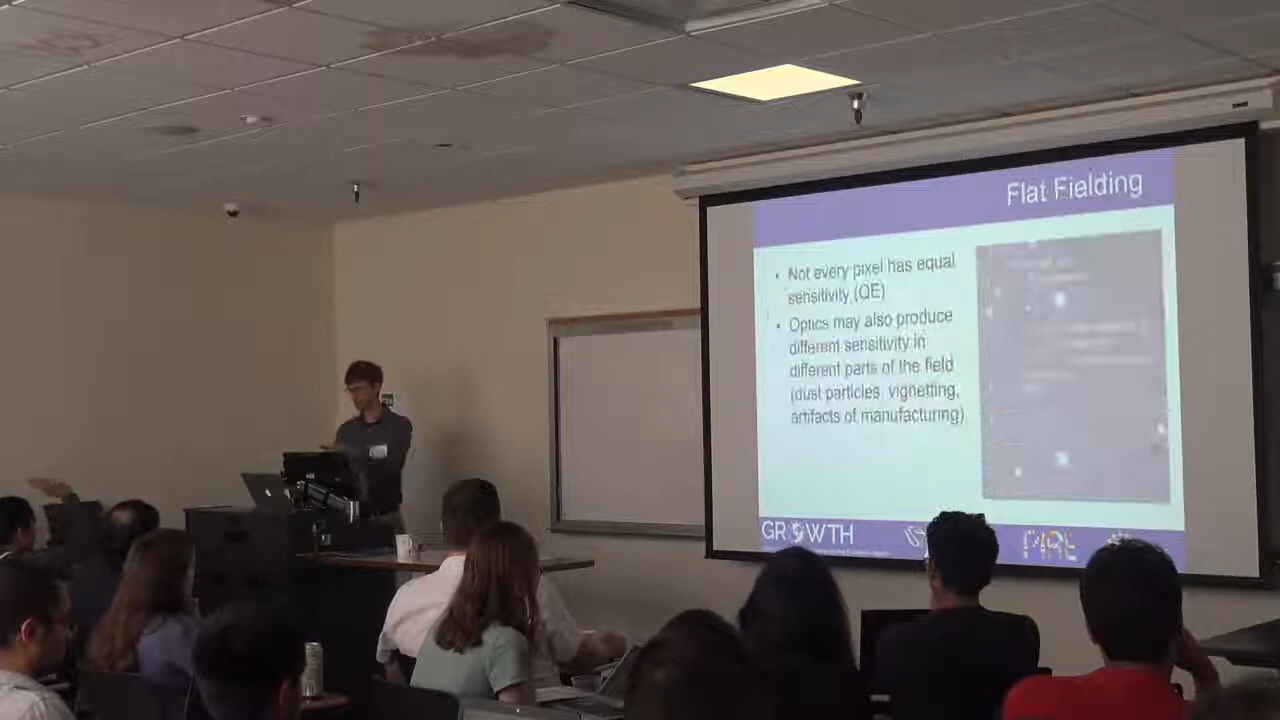 Flat Fielding
• Not every pixel has equal
sensitivity (QE)
• Optics may also produce
different sensitivity in
different parts of the field
(dust particles, vignetting,
artifacts of manufacturing)
GROWTH
PIRE